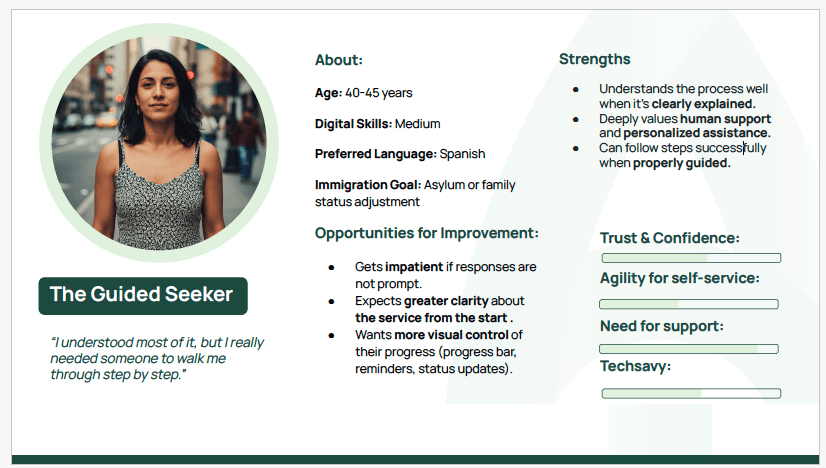 The Guided Seeker
“I understood most of it, but I really
needed someone to walk me
through step by step.”
About:
Age: 40-45 years
Digital Skills: Medium
Preferred Language: Spanish
Immigration Goal: Asylum or family
status adjustment
Opportunities for Improvement:
● Gets impatient if responses are
not prompt.
● Expects greater clarity about
the service from the start .
● Wants more visual control of
their progress (progress bar,
reminders, status updates).
Strengths
● Understands the process well
when it’s clearly explained.
● Deeply values human support
and personalized assistance.
● Can follow steps successfully
when properly guided.
Trust & Confidence:
Agility for self-service:
Need for support:
Techsavy: